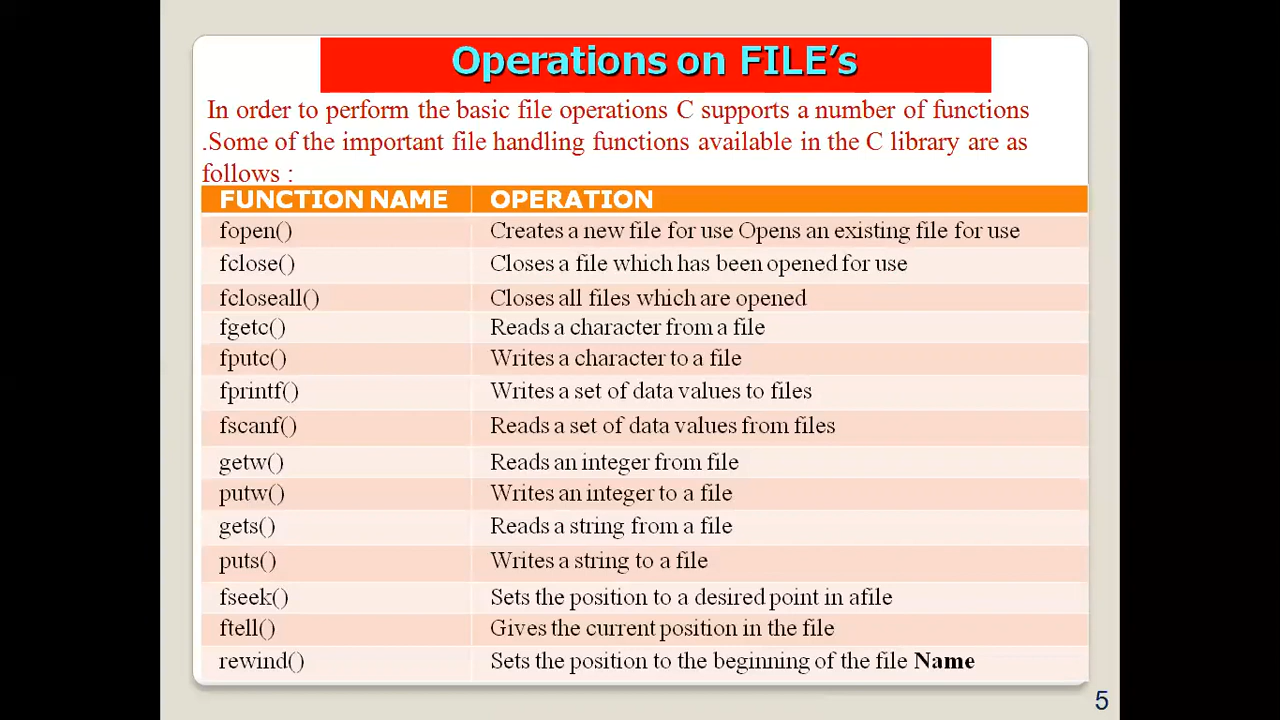 Operations on FILE’s
In order to perform the basic file operations C supports a number of functions
.Some of the important file handling functions available in the C library are as
follows :
FUNCTION NAME OPERATION
fopen() Creates a new file for use Opens an existing file for use
fclose() Closes a file which has been opened for use
fcloseall() Closes all files which are opened
fgetc() Reads a character from a file
fputc() Writes a character to a file
fprintf() Writes a set of data values to files
fscanf() Reads a set of data values from files
getw() Reads an integer from file
putw() Writes an integer to a file
gets() Reads a string from a file
puts() Writes a string to a file
fseek() Sets the position to a desired point in afile
ftell() Gives the current position in the file
rewind() Sets the position to the beginning of the file Name
5